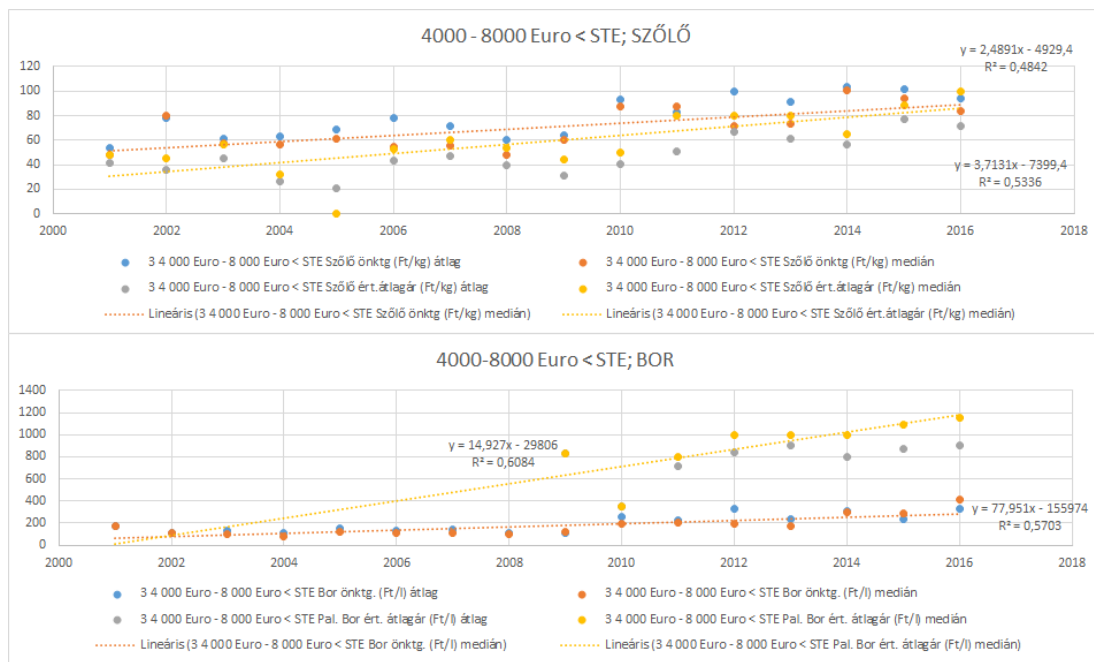 4000 - 8000 Euro < STE; SZŐLŐ
y = 2,4891x - 4929,4
R² = 0,4842
120
100
80
60
40
20
0
y = 3,7131x - 7399,4
R² = 0,5336
2000 2002 2004 2006 2008 2010 2012 2014 2016 2018
3 4 000 Euro - 8 000 Euro < STE Szőlő önktg (Ft/kg) átlag
3 4 000 Euro - 8 000 Euro < STE Szőlő önktg (Ft/kg) medián
3 4 000 Euro - 8 000 Euro < STE Szőlő ért.átlagár (Ft/kg) átlag
3 4 000 Euro - 8 000 Euro < STE Szőlő ért.átlagár (Ft/kg) medián
Lineáris (3 4 000 Euro - 8 000 Euro < STE Szőlő önktg (Ft/kg) medián)
Lineáris (3 4 000 Euro - 8 000 Euro < STE Szőlő ért.átlagár (Ft/kg) medián)
4000-8000 Euro < STE; BOR
1400
1200
1000
800
600
400
200
0
y = 14,927x - 29806
R² = 0,6084
y = 77,951x - 155974
R² = 0,5703
2000 2002 2004 2006 2008 2010 2012 2014 2016 2018
3 4 000 Euro - 8 000 Euro < STE Bor önktg. (Ft/l) átlag
3 4 000 Euro - 8 000 Euro < STE Bor önktg. (Ft/l) medián
3 4 000 Euro - 8 000 Euro < STE Pal. Bor ért. átlagár (Ft/l) átlag
3 4 000 Euro - 8 000 Euro < STE Pal. Bor ért. átlagár (Ft/l) medián
Lineáris (3 4 000 Euro - 8 000 Euro < STE Bor önktg. (Ft/l) medián)
Lineáris (3 4 000 Euro - 8 000 Euro < STE Pal. Bor ért. átlagár (Ft/l) medián)